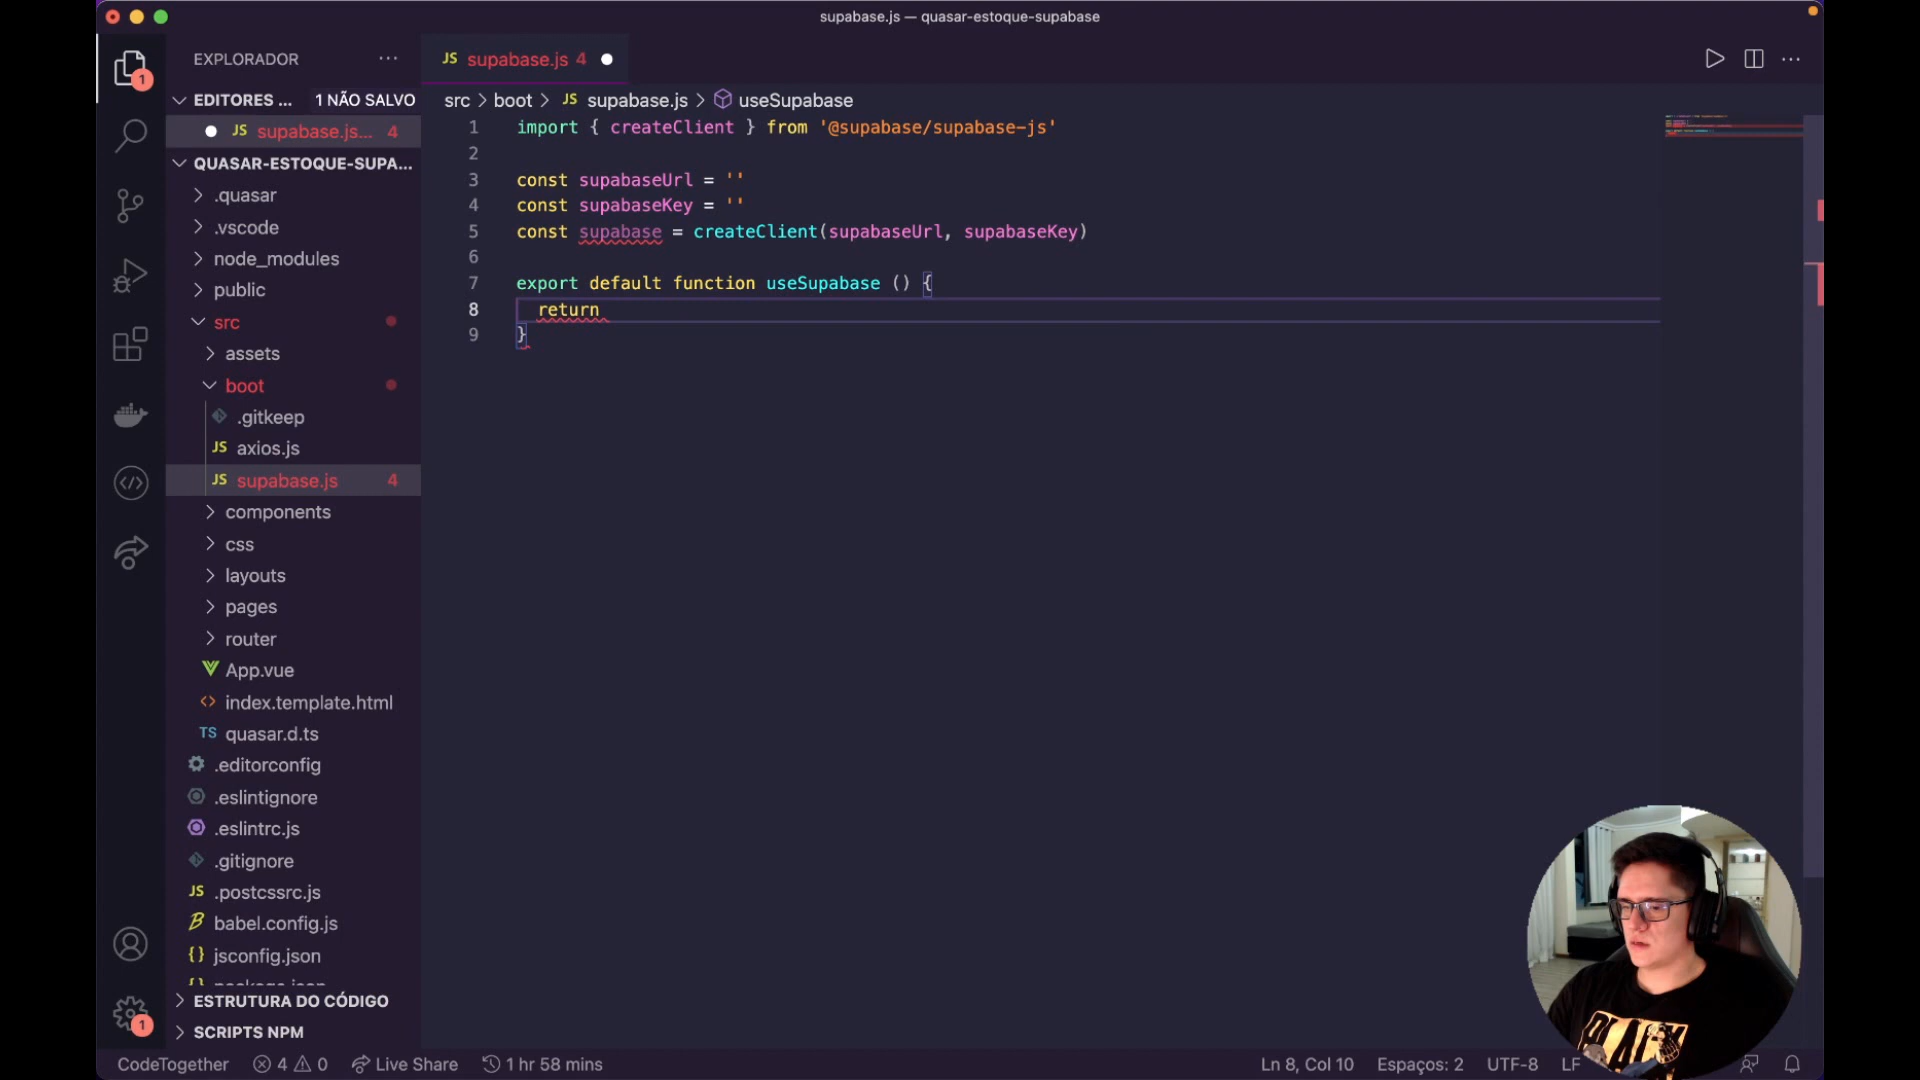 supabase.js — quasar-estoque-supabase
EXPLORADOR
JS supabase.js 4
EDITORES ... 1 NÃO SALVO
JS supabase.js... 4
QUASAR-ESTOQUE-SUPA...
.quasar
.vscode
node_modules
public
src
assets
boot
.gitkeep
JS axios.js
JS supabase.js 4
components
css
layouts
pages
router
App.vue
index.template.html
TS quasar.d.ts
.editorconfig
.eslintignore
.eslintrc.js
.gitignore
JS .postcssrc.js
babel.config.js
{} jsconfig.json
ESTRUTURA DO CÓDIGO
SCRIPTS NPM
1
1
src > boot > JS supabase.js > useSupabase
1 import { createClient } from '@supabase/supabase-js'
2
3 const supabaseUrl = ''
4 const supabaseKey = ''
5 const supabase = createClient(supabaseUrl, supabaseKey)
6
7 export default function useSupabase () {
8 return
9 }
CodeTogether 4 0 Live Share 1 hr 58 mins Ln 8, Col 10 Espaços: 2 UTF-8 LF